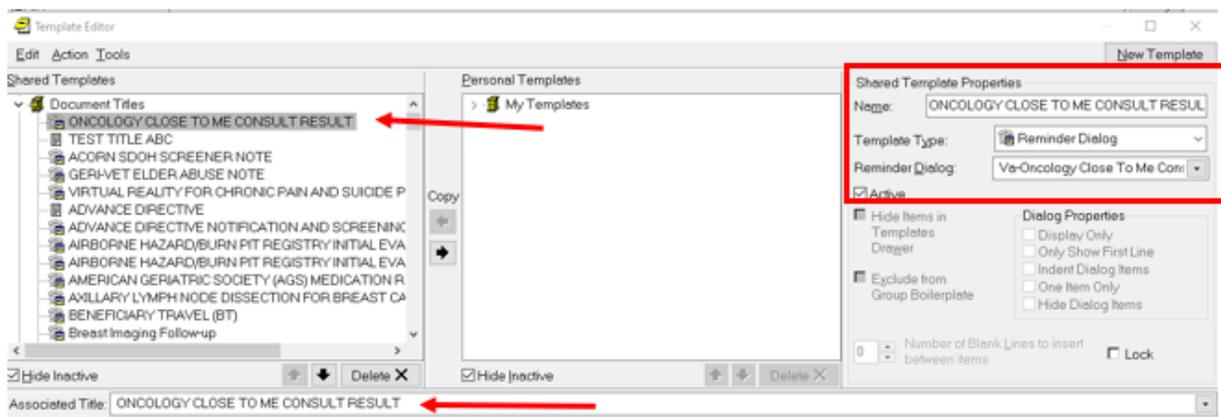 Template Editor
Edit Action Tools
New Template
Shared Templates
Document Titles
ONCOLOGY CLOSE TO ME CONSULT RESULT
TEST TITLE ABC
ACORN SDOH SCREENER NOTE
GERI-VET ELDER ABUSE NOTE
VIRTUAL REALITY FOR CHRONIC PAIN AND SUICIDE P
ADVANCE DIRECTIVE
ADVANCE DIRECTIVE NOTIFICATION AND SCREENING
AIRBORNE HAZARD/BURN PIT REGISTRY INITIAL EVA
AIRBORNE HAZARD/BURN PIT REGISTRY INITIAL EVA
AMERICAN GERIATRIC SOCIETY (AGS) MEDICATION R
AXILLARY LYMPH NODE DISSECTION FOR BREAST CA
BENEFICIARY TRAVEL (BT)
Breast Imaging Follow-up
Hide Inactive
Delete X
Copy
Personal Templates
My Templates
Hide Inactive
Delete X
Shared Template Properties
Name: ONCOLOGY CLOSE TO ME CONSULT RESUL
Template Type: Reminder Dialog
Reminder Dialog: Va-Oncology Close To Me Con
Active
Hide Items in
Templates
Drawer
Exclude from
Group Boilerplate
Dialog Properties
Display Only
Only Show First Line
Indent Dialog Items
One Item Only
Hide Dialog Items
0 Number of Blank Lines to insert
between items
Lock
Associated Title: ONCOLOGY CLOSE TO ME CONSULT RESULT